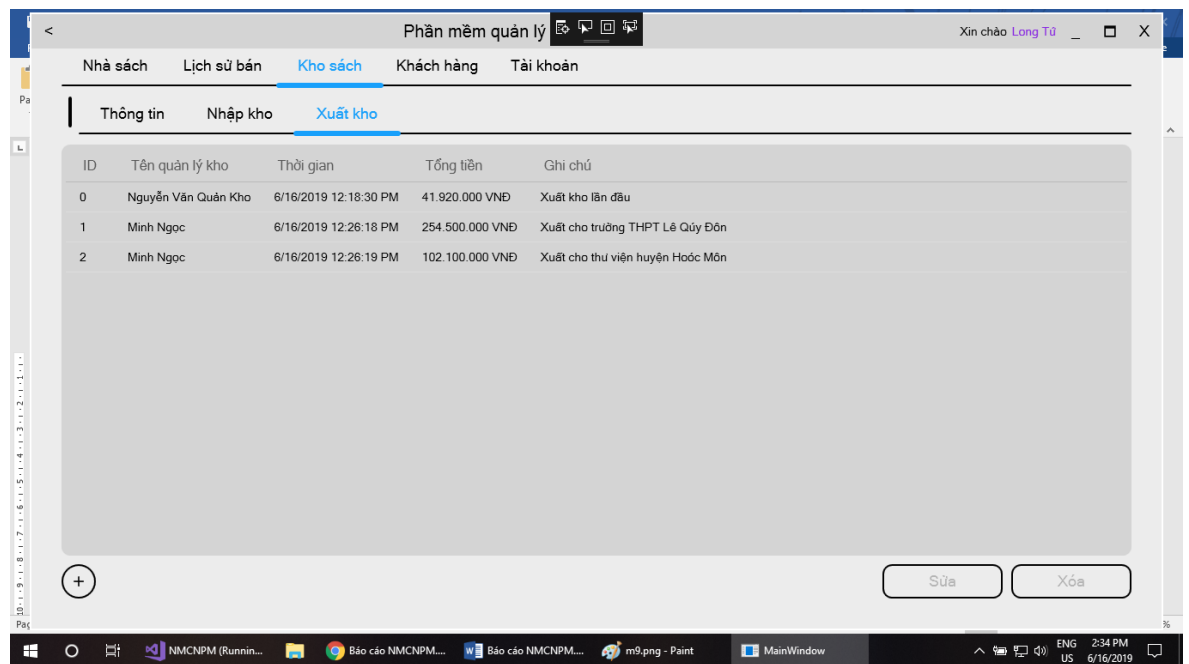 < Phần mềm quản lý Xin chào Long Tú _ X
Nhà sách Lịch sử bán Kho sách Khách hàng Tài khoản
Thông tin Nhập kho Xuất kho
ID Tên quản lý kho Thời gian Tổng tiền Ghi chú
0 Nguyễn Văn Quản Kho 6/16/2019 12:18:30 PM 41.920.000 VNĐ Xuất kho lần đầu
1 Minh Ngọc 6/16/2019 12:26:18 PM 254.500.000 VNĐ Xuất cho trường THPT Lê Qúy Đôn
2 Minh Ngọc 6/16/2019 12:26:19 PM 102.100.000 VNĐ Xuất cho thư viện huyện Hoóc Môn
+ Sửa Xóa
NMCNPM (Runnin... Báo cáo NMCNPM.... Báo cáo NMCNPM.... m9.png - Paint MainWindow ENG 2:34 PM
US 6/16/2019